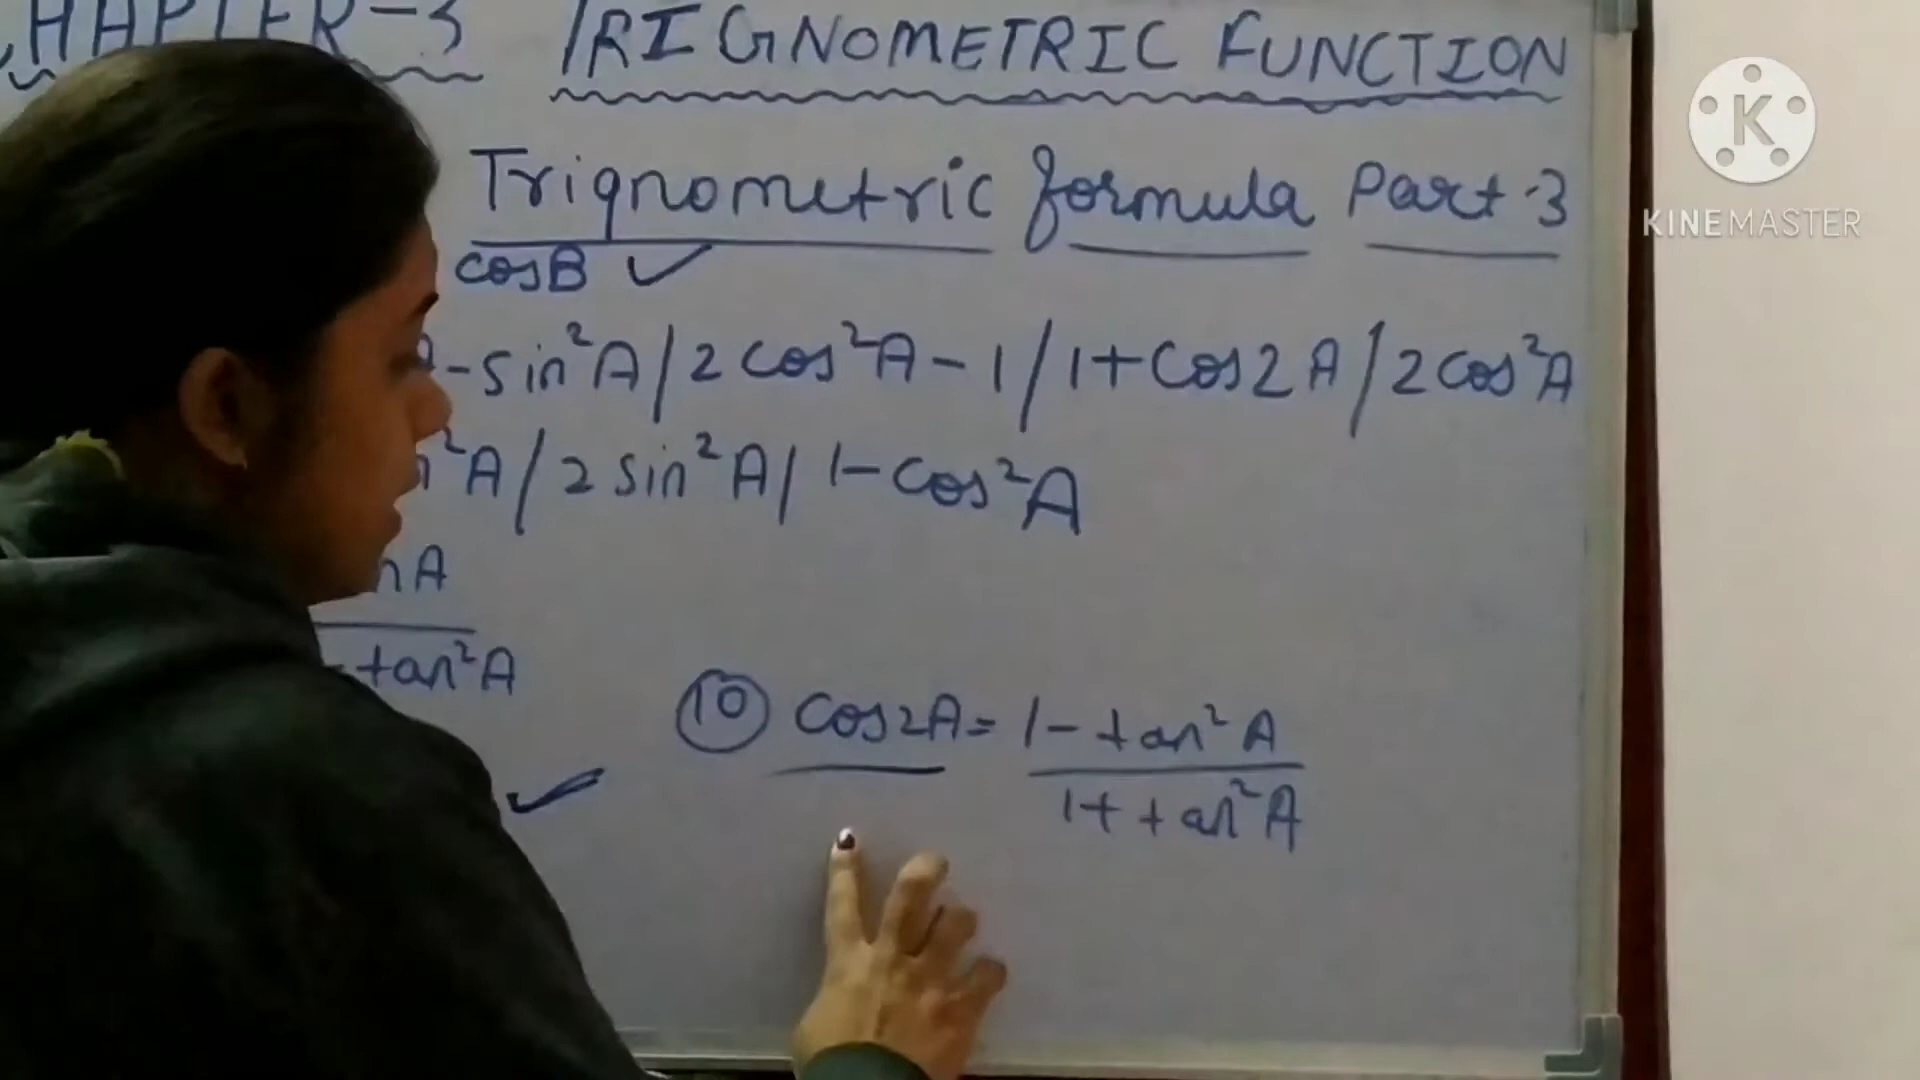 CHAPTER-3 TRIGNOMETRIC FUNCTION
Trignometric formula Part-3
cosB ✓
A - sin²A / 2cos²A - 1 / 1 + cos2A / 2cos²A
n²A / 2sin²A / 1 - cos²A
nA
- tan²A
⑩ cos2A = 1 - tan²A
1 + tan²A
✓
K
KINEMASTER